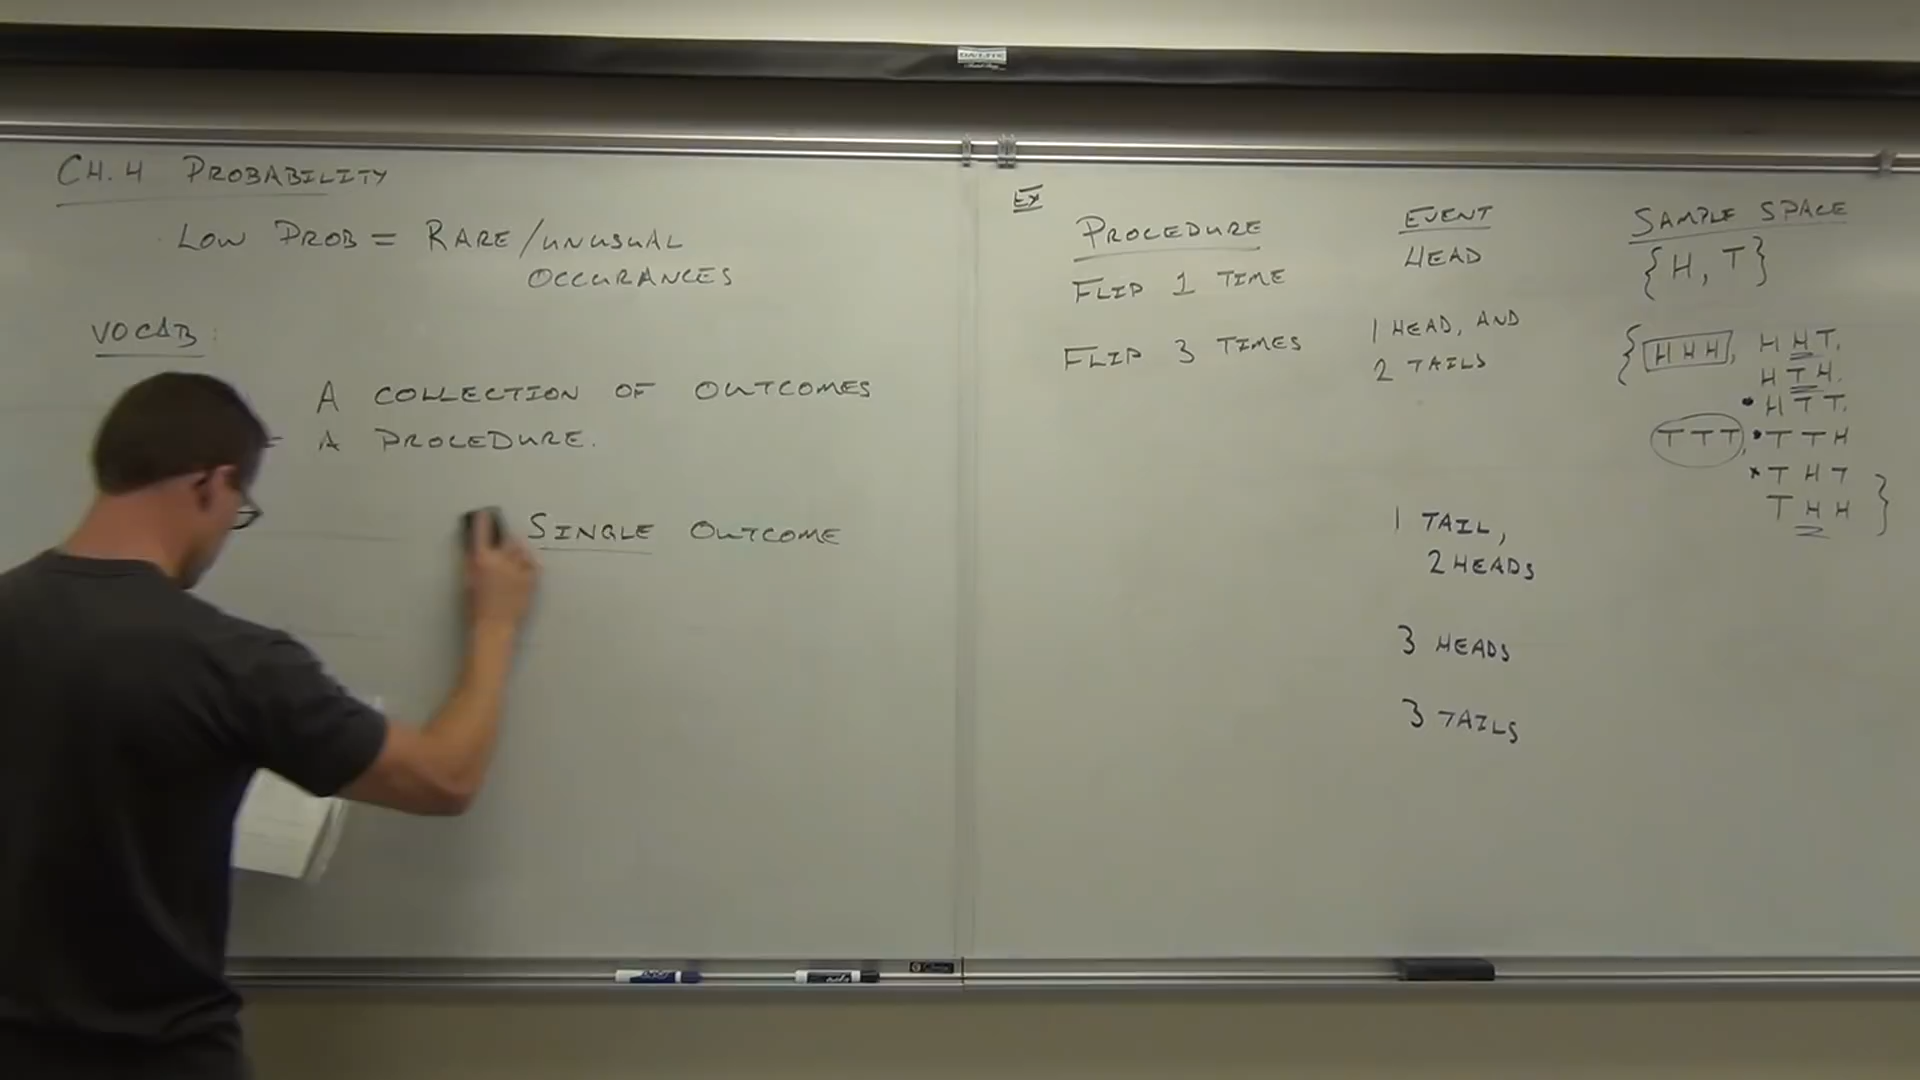 CH.4 PROBABILITY
LOW PROB = RARE/UNUSUAL
OCCURANCES
VOCAB:
A COLLECTION OF OUTCOMES
A PROCEDURE.
SINGLE OUTCOME
EX
PROCEDURE
FLIP 1 TIME
FLIP 3 TIMES
EVENT
HEAD
1 HEAD, AND
2 TAILS
1 TAIL,
2 HEADS
3 HEADS
3 TAILS
SAMPLE SPACE
{H, T}
{HHH, HHT,
HTH,
• HTT,
TTT, • TTH
* THT
THH}
DA-LITE